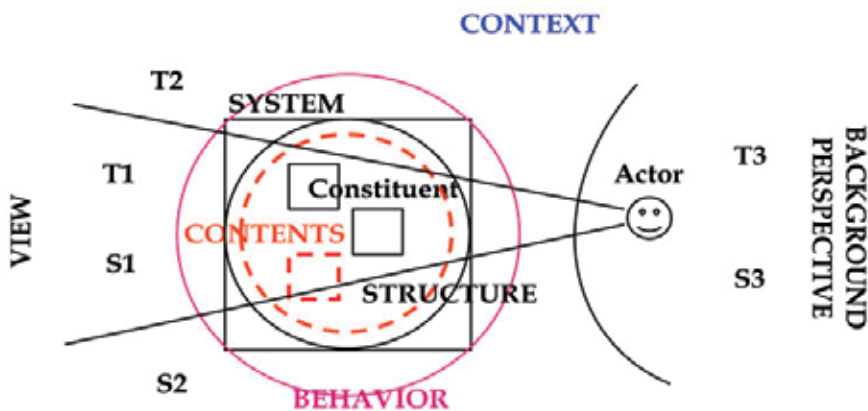 CONTEXT
T2
SYSTEM
T1
Constituent
Actor
T3
BACKGROUND
PERSPECTIVE
VIEW
CONTENTS
S1
STRUCTURE
S3
S2
BEHAVIOR